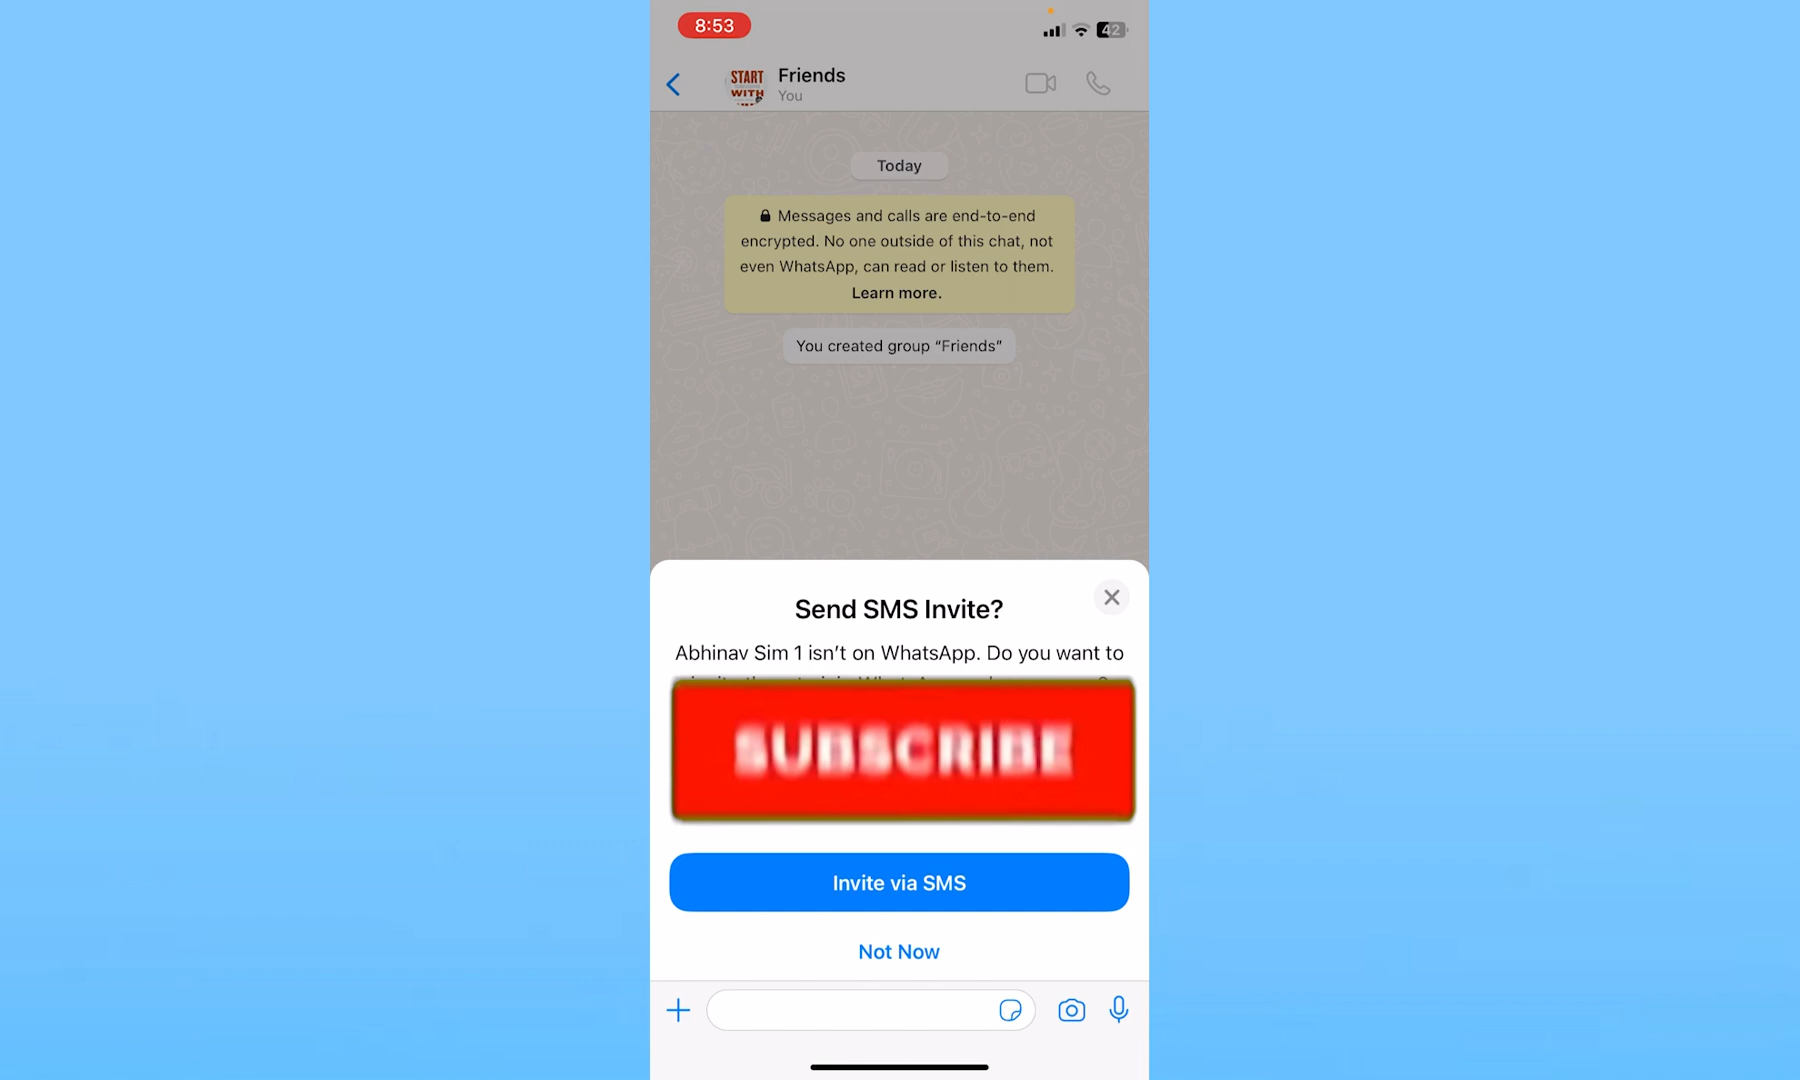 8:53
42
START
WITH
Friends
You
Today
Messages and calls are end-to-end
encrypted. No one outside of this chat, not
even WhatsApp, can read or listen to them.
Learn more.
You created group “Friends”
Send SMS Invite?
Abhinav Sim 1 isn’t on WhatsApp. Do you want to
SUBSCRIBE
Invite via SMS
Not Now